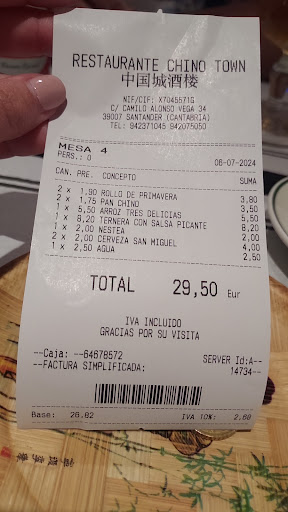 RESTAURANTE CHINO TOWN
中国城酒楼
NIF/CIF: X7045571G
C/ CAMILO ALONSO VEGA 34
39007 SANTANDER (CANTABRIA)
TEL: 942371045 942075050
MESA 4
PERS.: 0 08-07-2024
CAN. PRE. CONCEPTO SUMA
2 x 1,90 ROLLO DE PRIMAVERA 3,80
2 x 1,75 PAN CHINO 3,50
1 x 5,50 ARROZ TRES DELICIAS 5,50
1 x 8,20 TERNERA CON SALSA PICANTE 8,20
1 x 2,00 NESTEA 2,00
2 x 2,00 CERVEZA SAN MIGUEL 4,00
1 x 2,50 AGUA 2,50
TOTAL 29,50 Eur
IVA INCLUIDO
GRACIAS POR SU VISITA
--Caja: --64678572 SERVER Id:A--
--FACTURA SIMPLIFICADA: 14734--
Base: 26.82 IVA 10%: 2,68